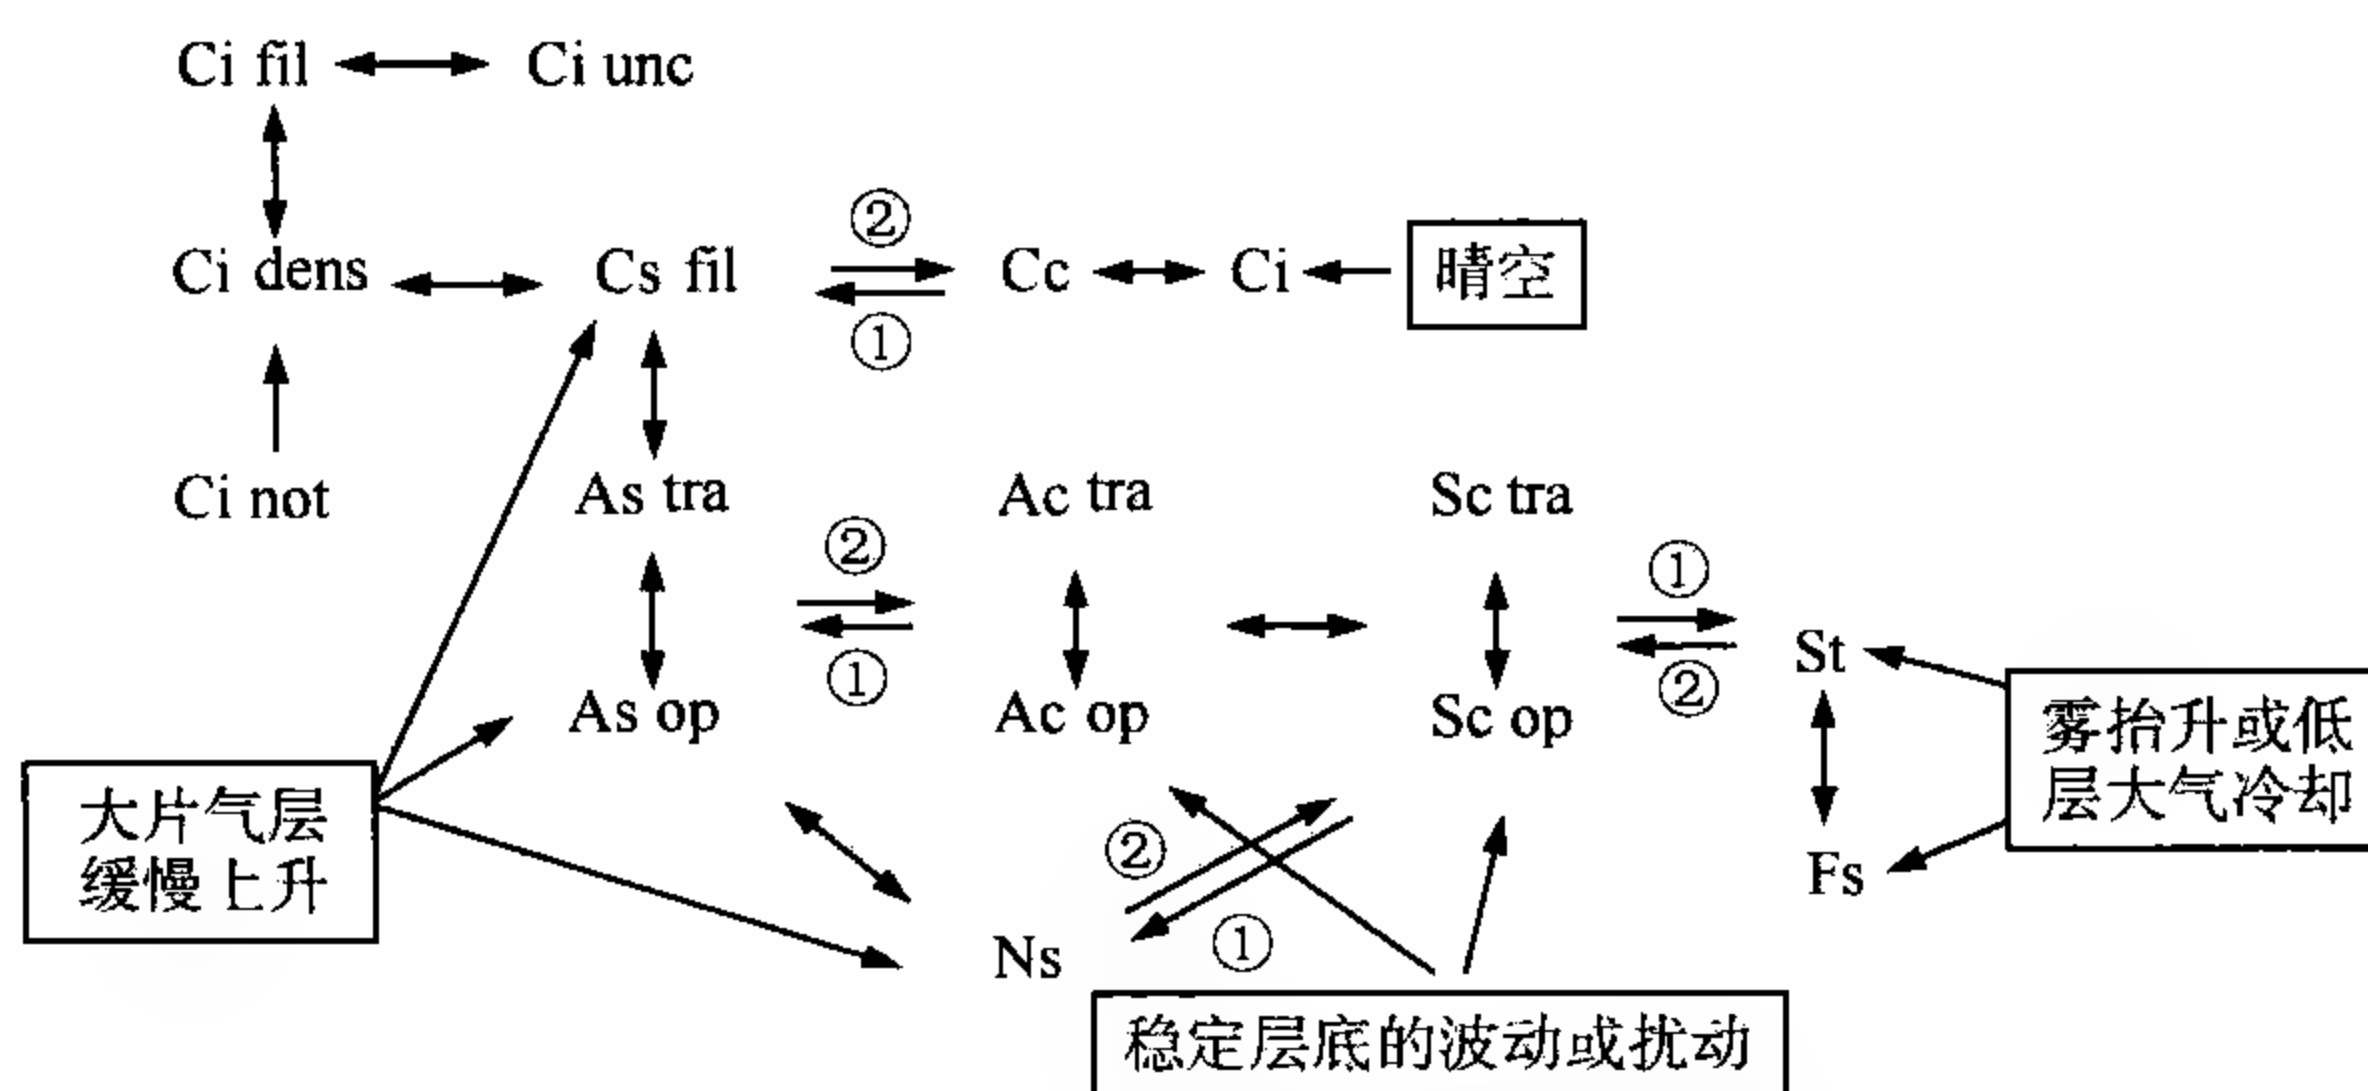 Ci fil
Ci unc
②
Ci dens
Cs fil
Cc
Ci
晴空
①
Ci not
As tra
Ac tra
Sc tra
②
①
①
②
St
As op
Ac op
Sc op
雾抬升或低
层大气冷却
大片气层
缓慢上升
②
Fs
①
Ns
稳定层底的波动或扰动